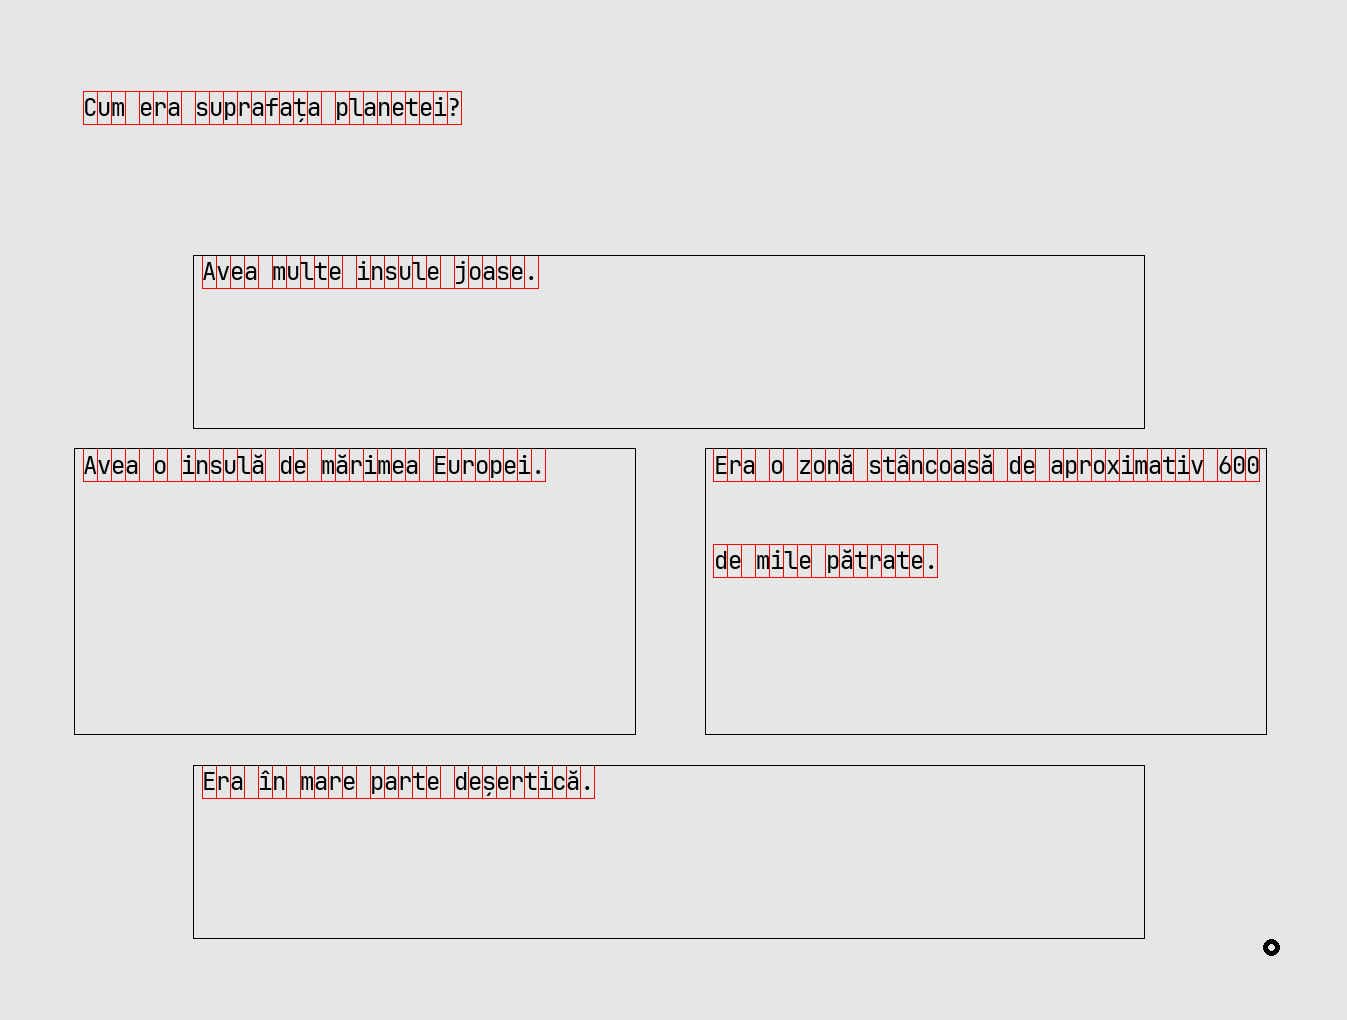 Cum era suprafața planetei?
Avea multe insule joase.
Avea o insulă de mărimea Europei.
Era o zonă stâncoasă de aproximativ 600
de mile pătrate.
Era în mare parte deșertică.